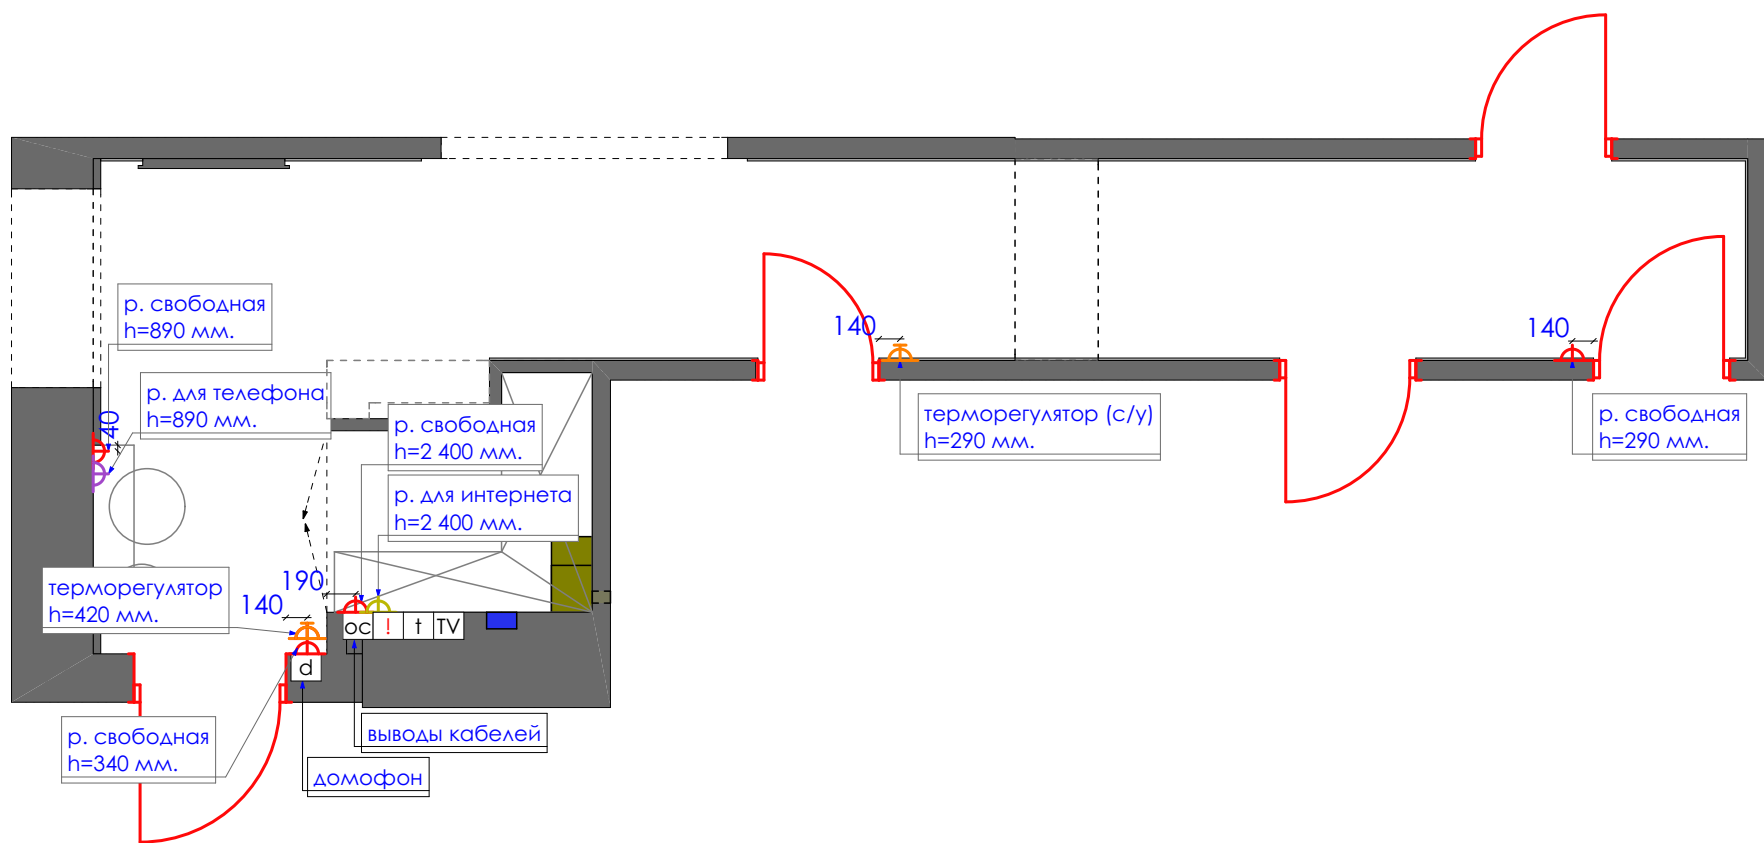 р. свободная
h=890 мм.
р. для телефона
h=890 мм.
40
р. свободная
h=2 400 мм.
р. для интернета
h=2 400 мм.
140
терморегулятор (с/у)
h=290 мм.
140
р. свободная
h=290 мм.
терморегулятор
h=420 мм.
190
140
ос ! t TV
d
р. свободная
h=340 мм.
выводы кабелей
домофон